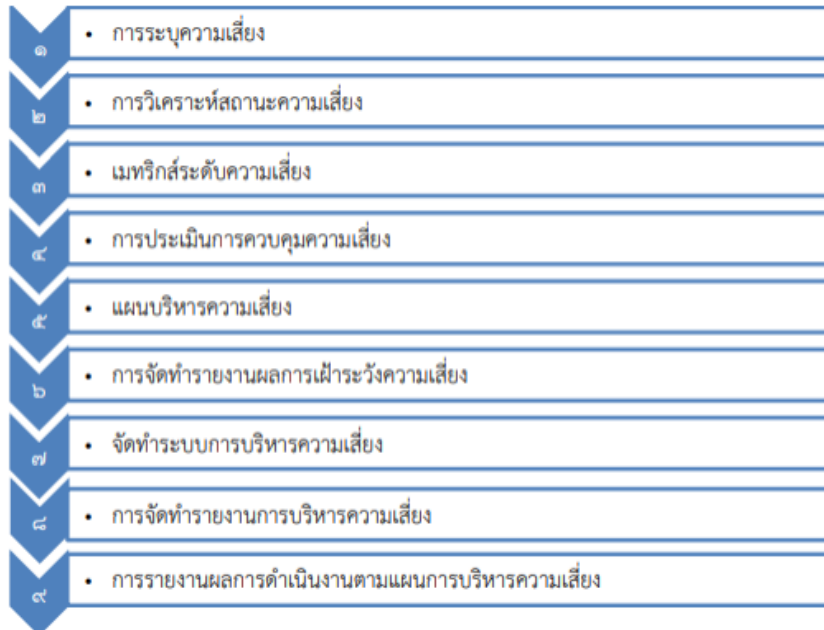 ๑
• การระบุความเสี่ยง
๒
• การวิเคราะห์สถานะความเสี่ยง
๓
• เมทริกส์ระดับความเสี่ยง
๔
• การประเมินการควบคุมความเสี่ยง
๕
• แผนบริหารความเสี่ยง
๖
• การจัดทำรายงานผลการเฝ้าระวังความเสี่ยง
๗
• จัดทำระบบการบริหารความเสี่ยง
๘
• การจัดทำรายงานการบริหารความเสี่ยง
๙
• การรายงานผลการดำเนินงานตามแผนการบริหารความเสี่ยง